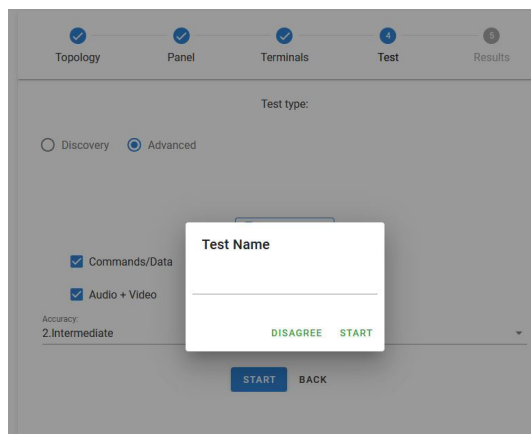 4
5
Topology
Panel
Terminals
Test
Results
Test type:
Discovery
Advanced
Test Name
Commands/Data
Audio + Video
Accuracy:
2.Intermediate
DISAGREE
START
START
BACK